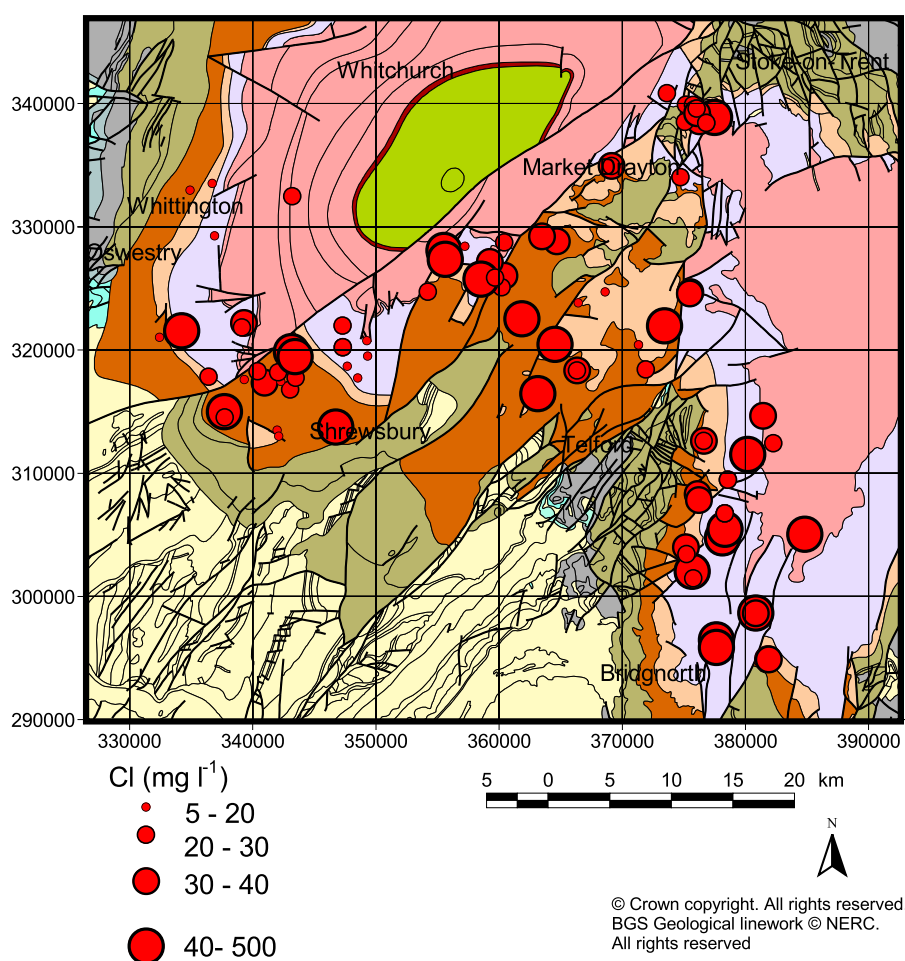 Whitchurch
Stoke-on-Trent
340000
Market Drayton
Whittington
330000
Oswestry
320000
Shrewsbury
Telford
310000
300000
Bridgnorth
290000
330000 340000 350000 360000 370000 380000 390000
Cl (mg l-1)
5 0 5 10 15 20 km
5 - 20
20 - 30
N
30 - 40
© Crown copyright. All rights reserved
BGS Geological linework © NERC.
All rights reserved
40- 500